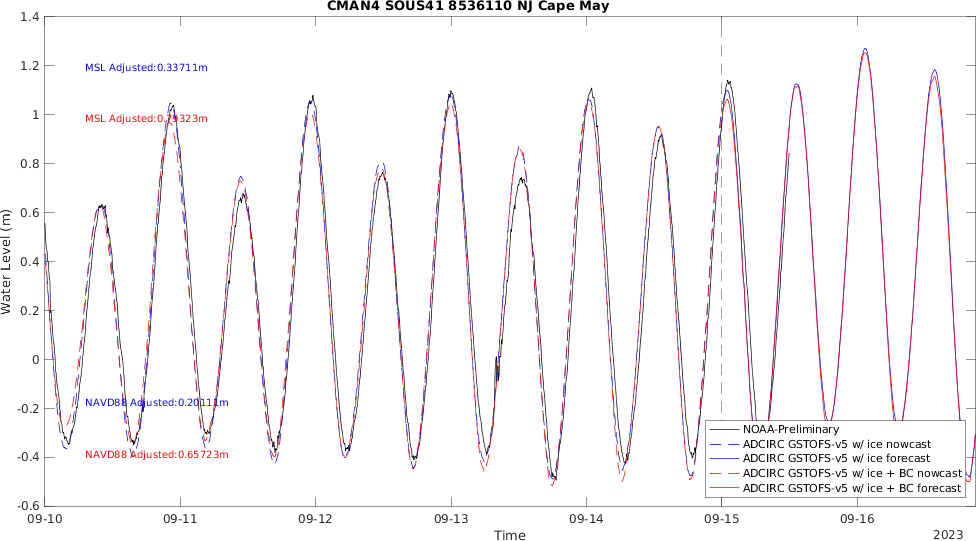 CMAN4 SOUS41 8536110 NJ Cape May
1.4
1.2
1
0.8
0.6
0.4
0.2
0
-0.2
-0.4
-0.6
Water Level (m)
MSL Adjusted:0.33711m
MSL Adjusted:0.79323m
NAVD88 Adjusted:0.20111m
NAVD88 Adjusted:0.65723m
NOAA-Preliminary
ADCIRC GSTOFS-v5 w/ ice nowcast
ADCIRC GSTOFS-v5 w/ ice forecast
ADCIRC GSTOFS-v5 w/ ice + BC nowcast
ADCIRC GSTOFS-v5 w/ ice + BC forecast
09-10 09-11 09-12 09-13 09-14 09-15 09-16
Time
2023